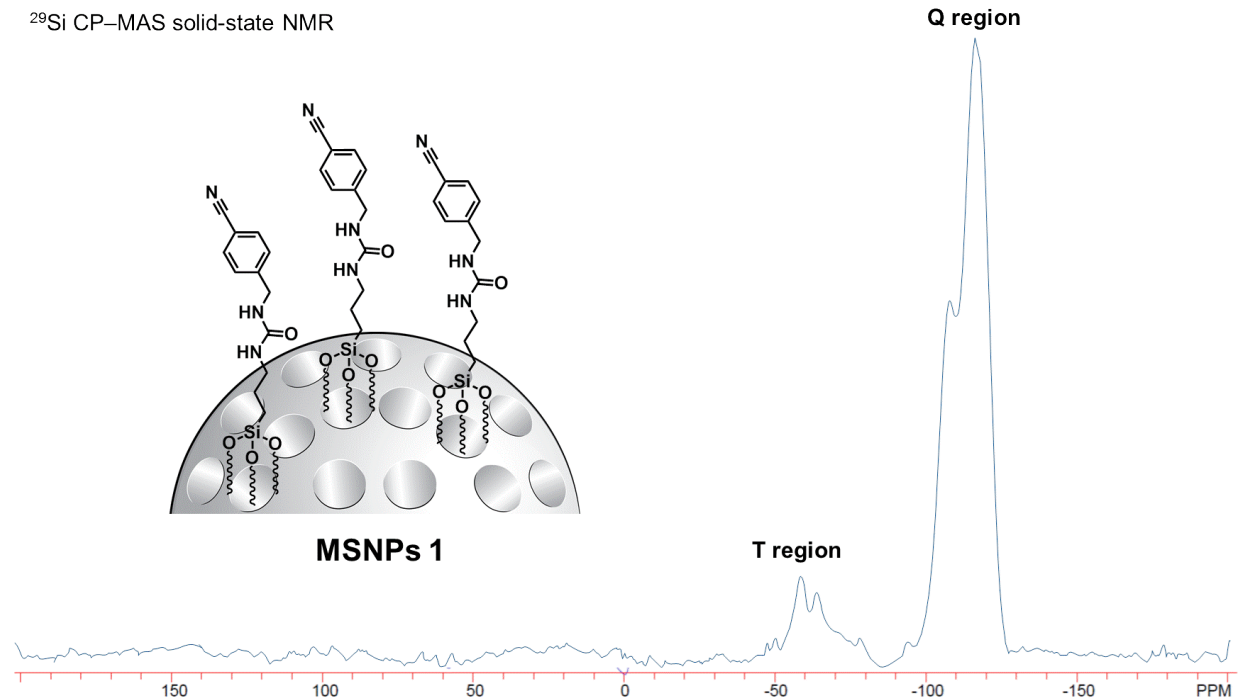 ²⁹Si CP–MAS solid-state NMR
Q region
N
N
N
HN
O
HN
HN
O
HN
HN
O
HN
Si
O
O
O
Si
O
O
O
Si
O
O
O
MSNPs 1
T region
150
100
50
0
-50
-100
-150
PPM